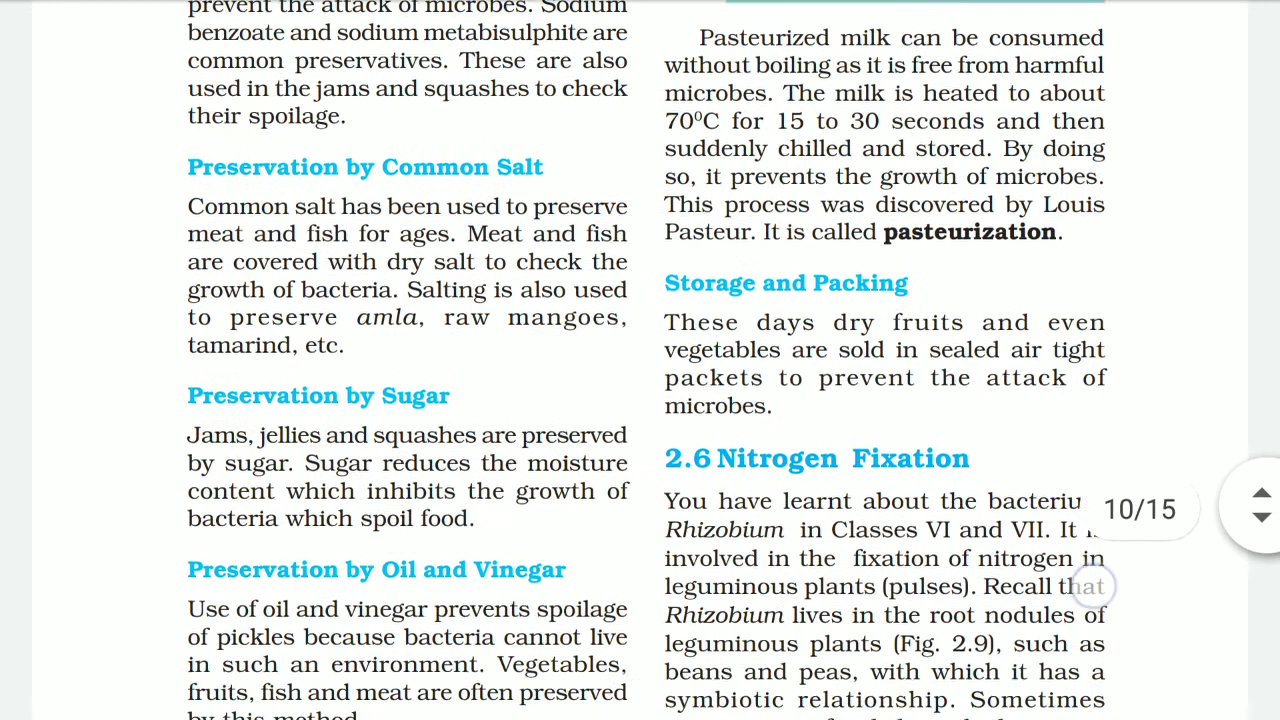 prevent the attack of microbes. Sodium
benzoate and sodium metabisulphite are
common preservatives. These are also
used in the jams and squashes to check
their spoilage.
Preservation by Common Salt
Common salt has been used to preserve
meat and fish for ages. Meat and fish
are covered with dry salt to check the
growth of bacteria. Salting is also used
to preserve amla, raw mangoes,
tamarind, etc.
Preservation by Sugar
Jams, jellies and squashes are preserved
by sugar. Sugar reduces the moisture
content which inhibits the growth of
bacteria which spoil food.
Preservation by Oil and Vinegar
Use of oil and vinegar prevents spoilage
of pickles because bacteria cannot live
in such an environment. Vegetables,
fruits, fish and meat are often preserved
by this method.
Pasteurized milk can be consumed
without boiling as it is free from harmful
microbes. The milk is heated to about
70⁰C for 15 to 30 seconds and then
suddenly chilled and stored. By doing
so, it prevents the growth of microbes.
This process was discovered by Louis
Pasteur. It is called pasteurization.
Storage and Packing
These days dry fruits and even
vegetables are sold in sealed air tight
packets to prevent the attack of
microbes.
2.6 Nitrogen Fixation
You have learnt about the bacteriu
Rhizobium in Classes VI and VII. It
involved in the fixation of nitrogen in
leguminous plants (pulses). Recall that
Rhizobium lives in the root nodules of
leguminous plants (Fig. 2.9), such as
beans and peas, with which it has a
symbiotic relationship. Sometimes
10/15